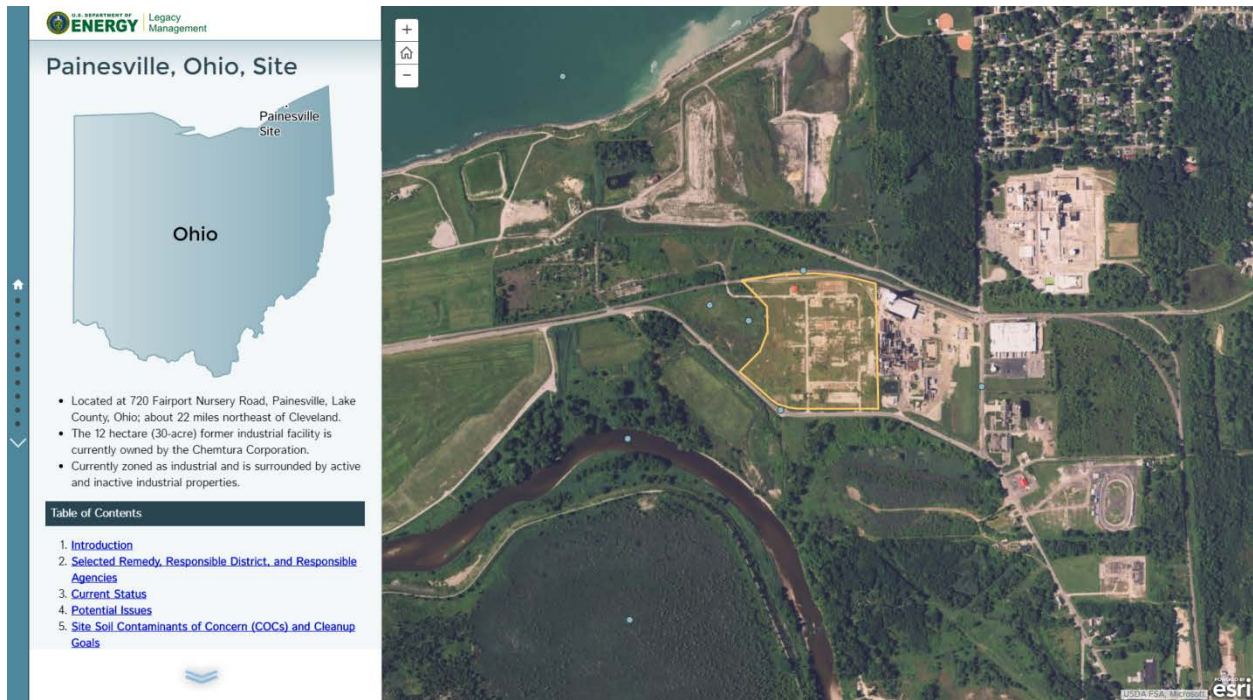 U.S. DEPARTMENT OF
ENERGY
Legacy
Management
Painesville, Ohio, Site
Painesville
Site
Ohio
• Located at 720 Fairport Nursery Road, Painesville, Lake
County, Ohio; about 22 miles northeast of Cleveland.
• The 12 hectare (30-acre) former industrial facility is
currently owned by the Chemtura Corporation.
• Currently zoned as industrial and is surrounded by active
and inactive industrial properties.
Table of Contents
1. Introduction
2. Selected Remedy, Responsible District, and Responsible
Agencies
3. Current Status
4. Potential Issues
5. Site Soil Contaminants of Concern (COCs) and Cleanup
Goals
+
−
USDA FSA, Microsoft
POWERED BY
esri